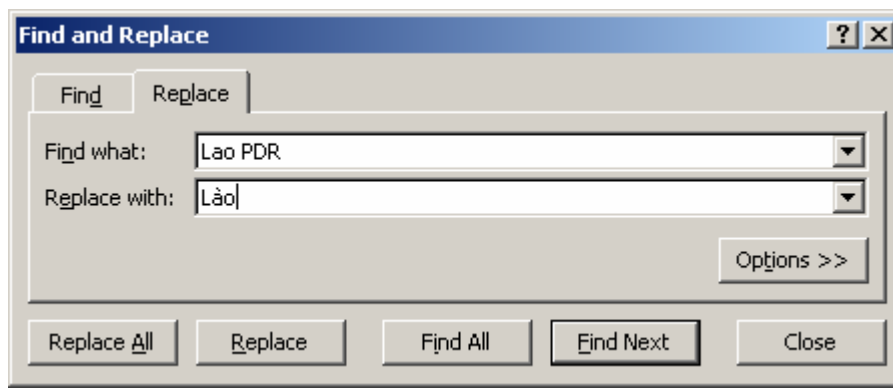 Find and Replace
Find Replace
Find what: Lao PDR
Replace with: Lào
Options >>
Replace All Replace Find All Find Next Close